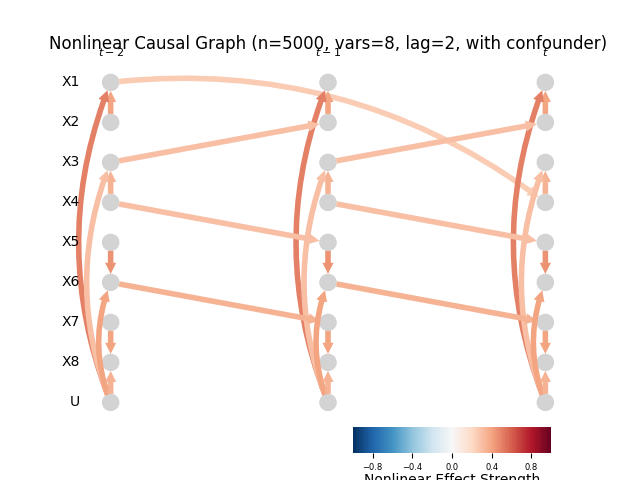 Nonlinear Causal Graph (n=5000, vars=8, lag=2, with confounder)
t − 2 t − 1 t
X1
X2
X3
X4
X5
X6
X7
X8
U
−0.8 −0.4 0.0 0.4 0.8
Nonlinear Effect Strength